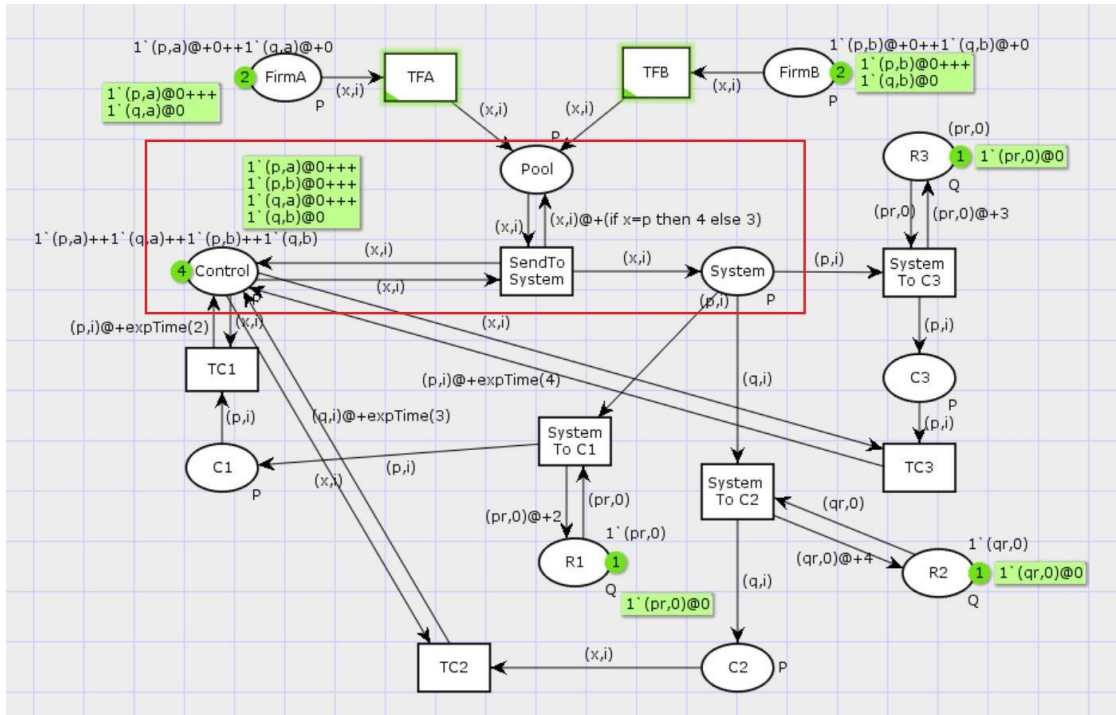 1`(p,a)@+0++1`(q,a)@+0
2
FirmA
P
(x,i)
1`(p,a)@0+++
1`(q,a)@0
TFA
(x,i)
TFB
(x,i)
(x,i)
FirmB
P
1`(p,b)@+0++1`(q,b)@+0
2
1`(p,b)@0+++
1`(q,b)@0
P
Pool
(x,i)
(x,i)@+(if x=p then 4 else 3)
1`(p,a)@0+++
1`(p,b)@0+++
1`(q,a)@0+++
1`(q,b)@0
1`(p,a)++1`(q,a)++1`(p,b)++1`(q,b)
4
Control
P
(x,i)
(x,i)
SendTo
System
(x,i)
System
P
(p,i)
(pr,0)
R3
1
1`(pr,0)@0
Q
(pr,0)
(pr,0)@+3
System
To C3
(p,i)
C3
P
(p,i)
TC3
(p,i)
(x,i)
(p,i)@+expTime(4)
(p,i)@+expTime(2)
(x,i)
TC1
(p,i)
C1
P
(p,i)
(q,i)@+expTime(3)
(x,i)
System
To C1
(pr,0)@+2
(pr,0)
R1
1`(pr,0)
1
Q
1`(pr,0)@0
(q,i)
System
To C2
(qr,0)
(qr,0)@+4
1`(qr,0)
R2
1
1`(qr,0)@0
Q
(q,i)
C2
P
(x,i)
TC2